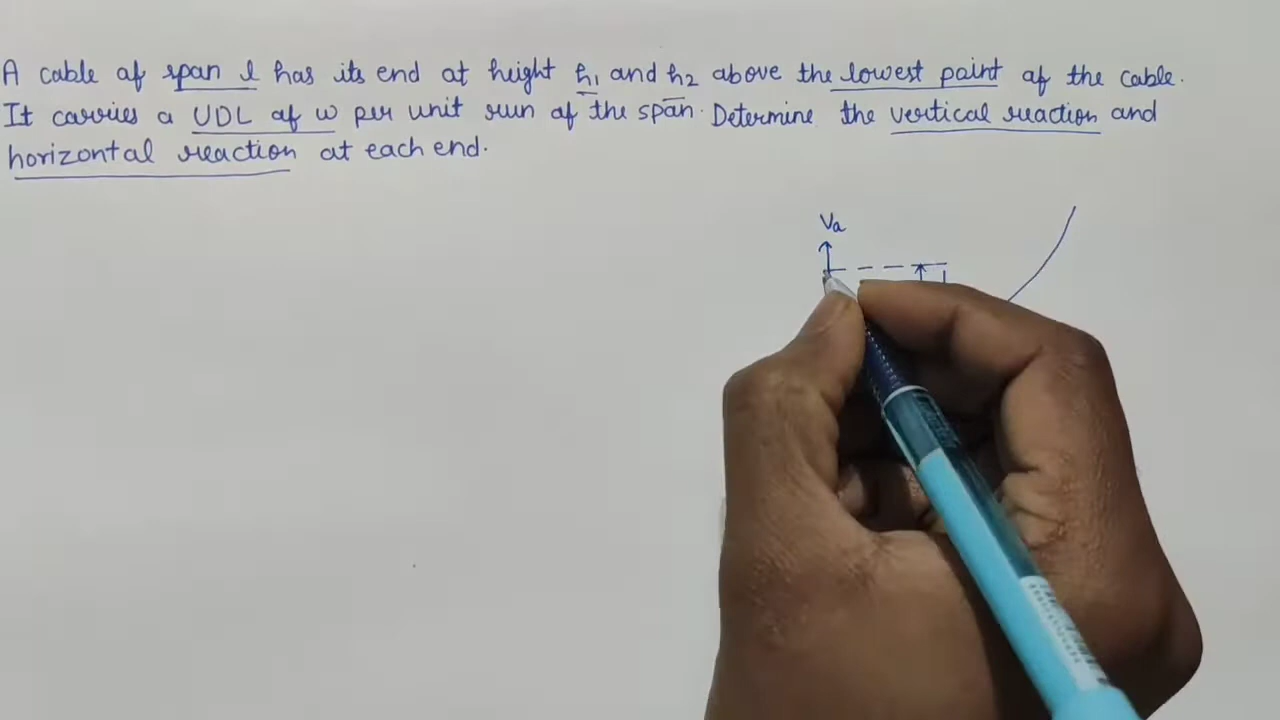 A cable of span l has its end at height h₁ and h₂ above the lowest point of the cable.
It carries a UDL of w per unit run of the span. Determine the vertical reaction and
horizontal reaction at each end.
Va